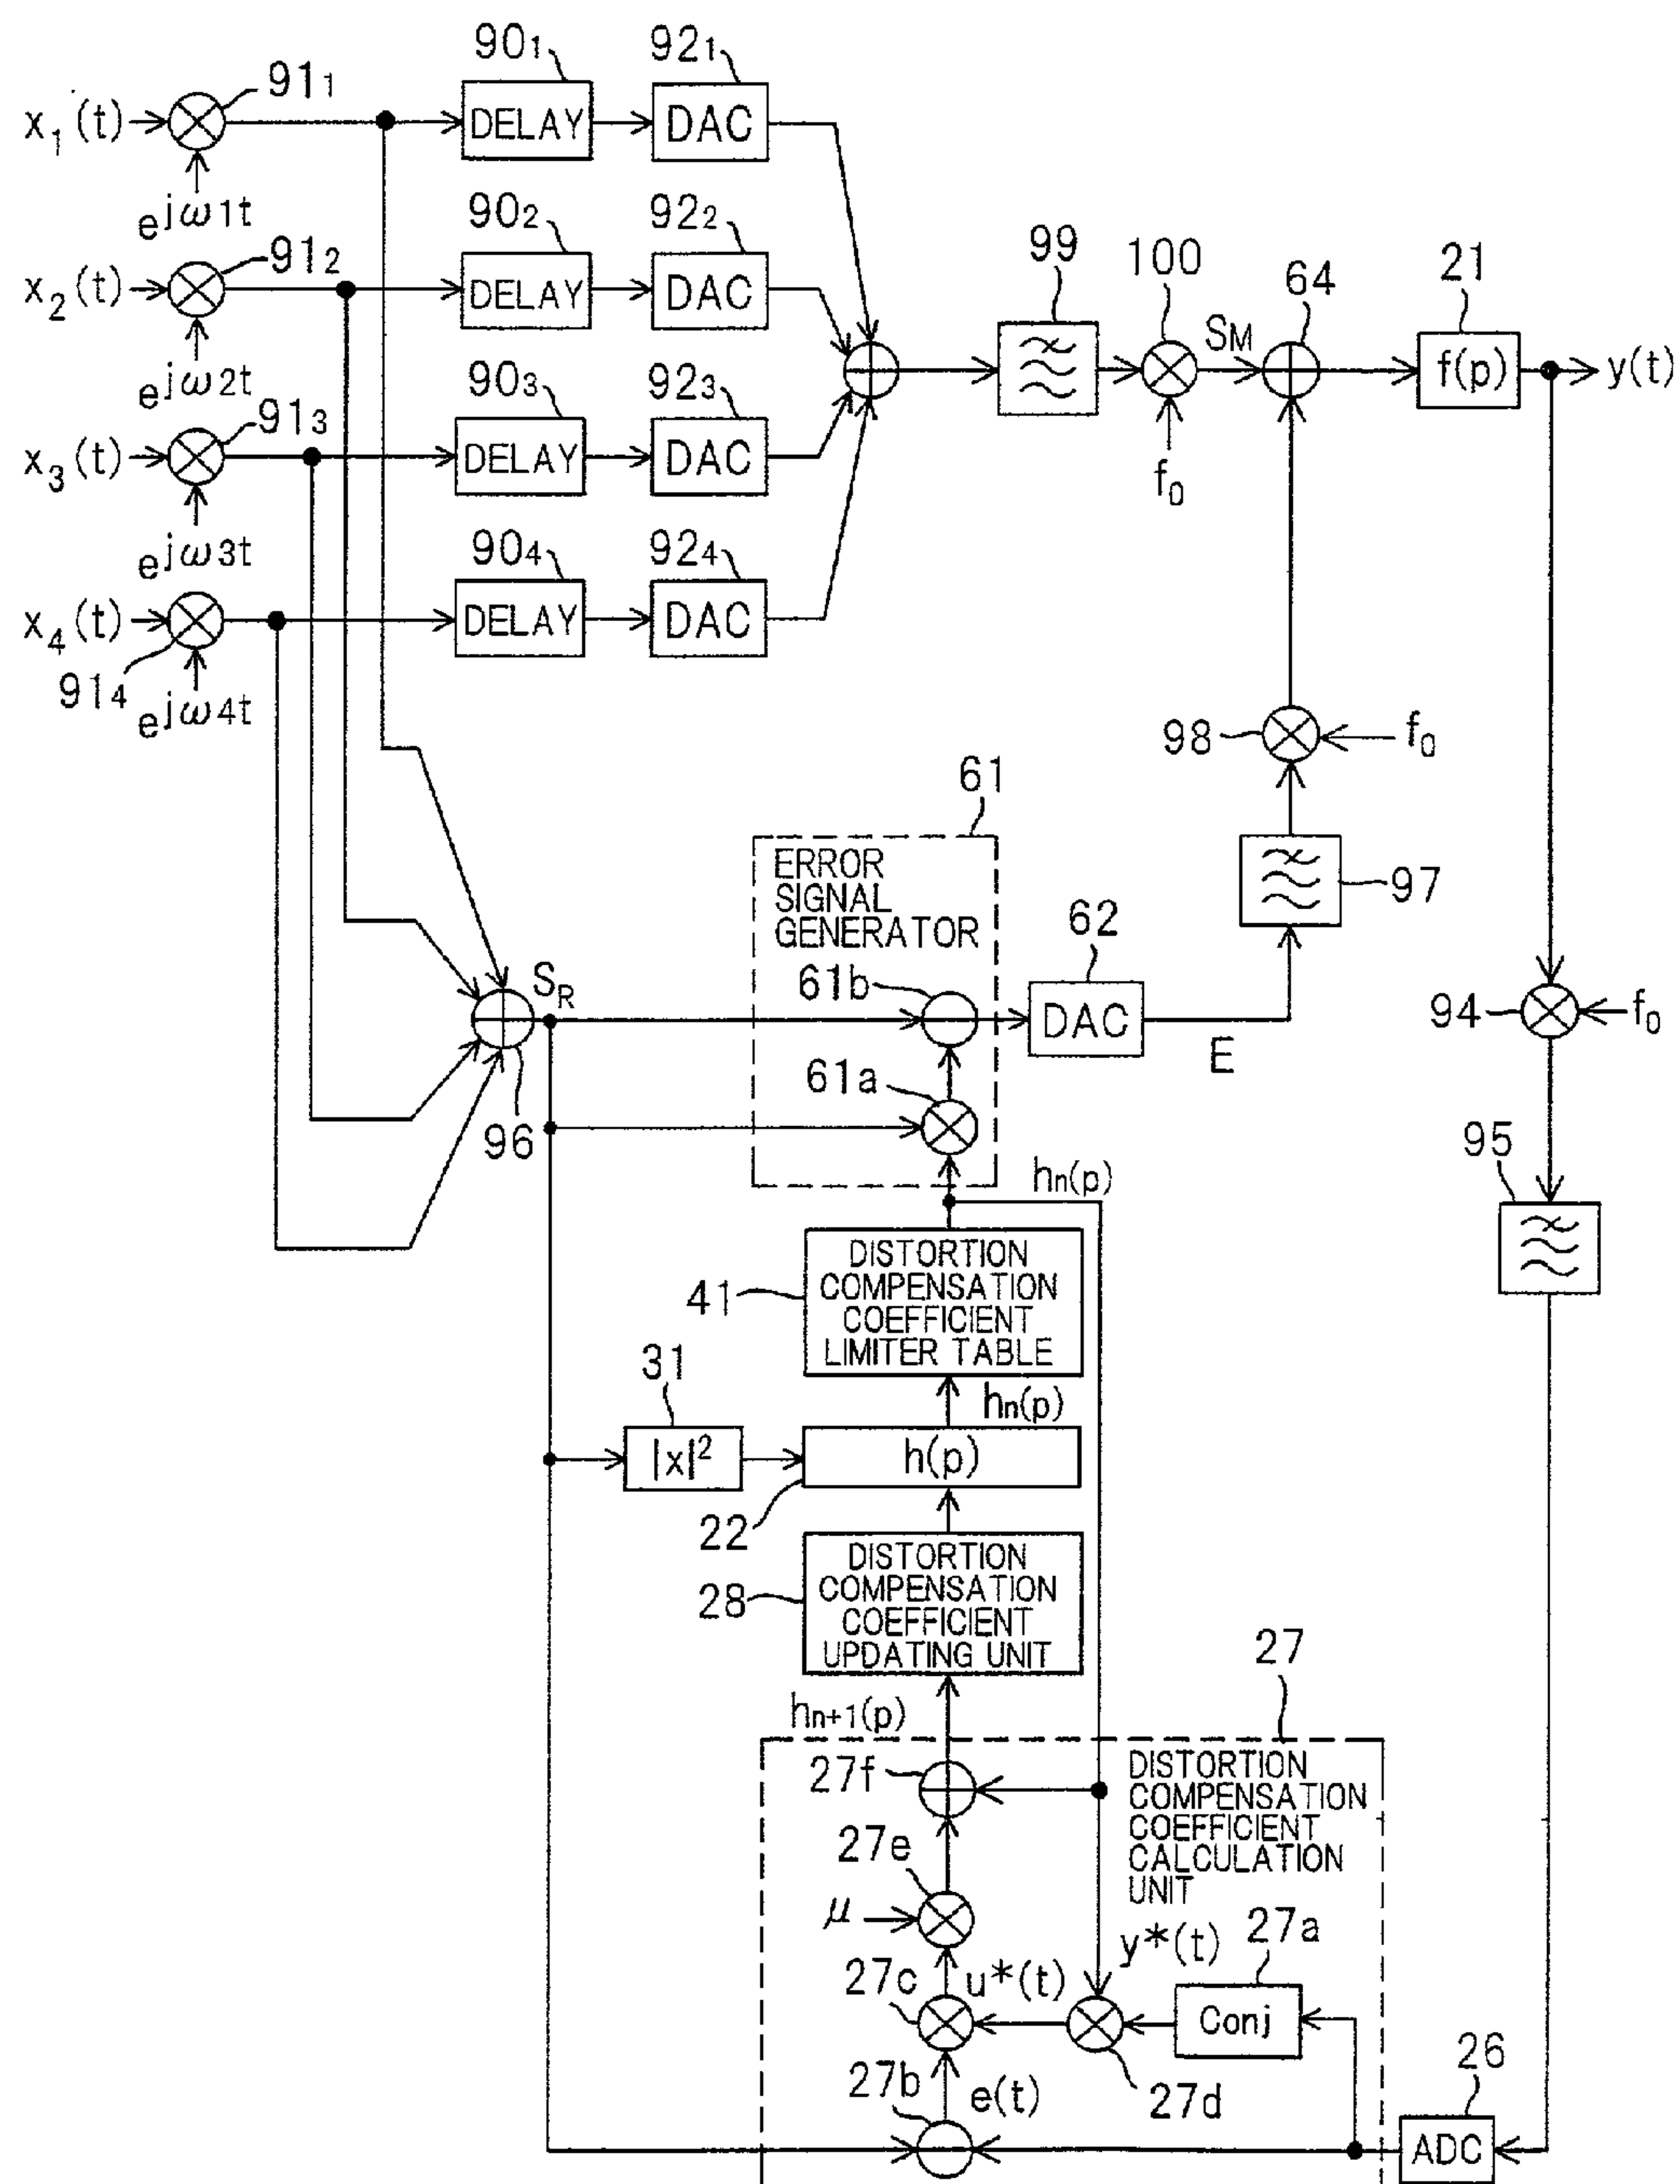 90₁
92₁
91₁
x₁(t)
DELAY
DAC
e^jω1t
90₂
92₂
91₂
x₂(t)
DELAY
DAC
e^jω2t
99
100
64
21
SM
f(p)
y(t)
f₀
90₃
92₃
91₃
x₃(t)
DELAY
DAC
e^jω3t
90₄
92₄
x₄(t)
DELAY
DAC
91₄
e^jω4t
98
f₀
61
ERROR
SIGNAL
GENERATOR
97
62
61b
SR
DAC
E
94
f₀
61a
96
95
hn(p)
DISTORTION
COMPENSATION
COEFFICIENT
LIMITER TABLE
41
hn(p)
31
|x|²
h(p)
22
DISTORTION
COMPENSATION
COEFFICIENT
UPDATING UNIT
28
27
hn+1(p)
DISTORTION
COMPENSATION
COEFFICIENT
CALCULATION
UNIT
27f
27e
μ
27a
y*(t)
27c
u*(t)
Conj
27d
26
27b
e(t)
ADC